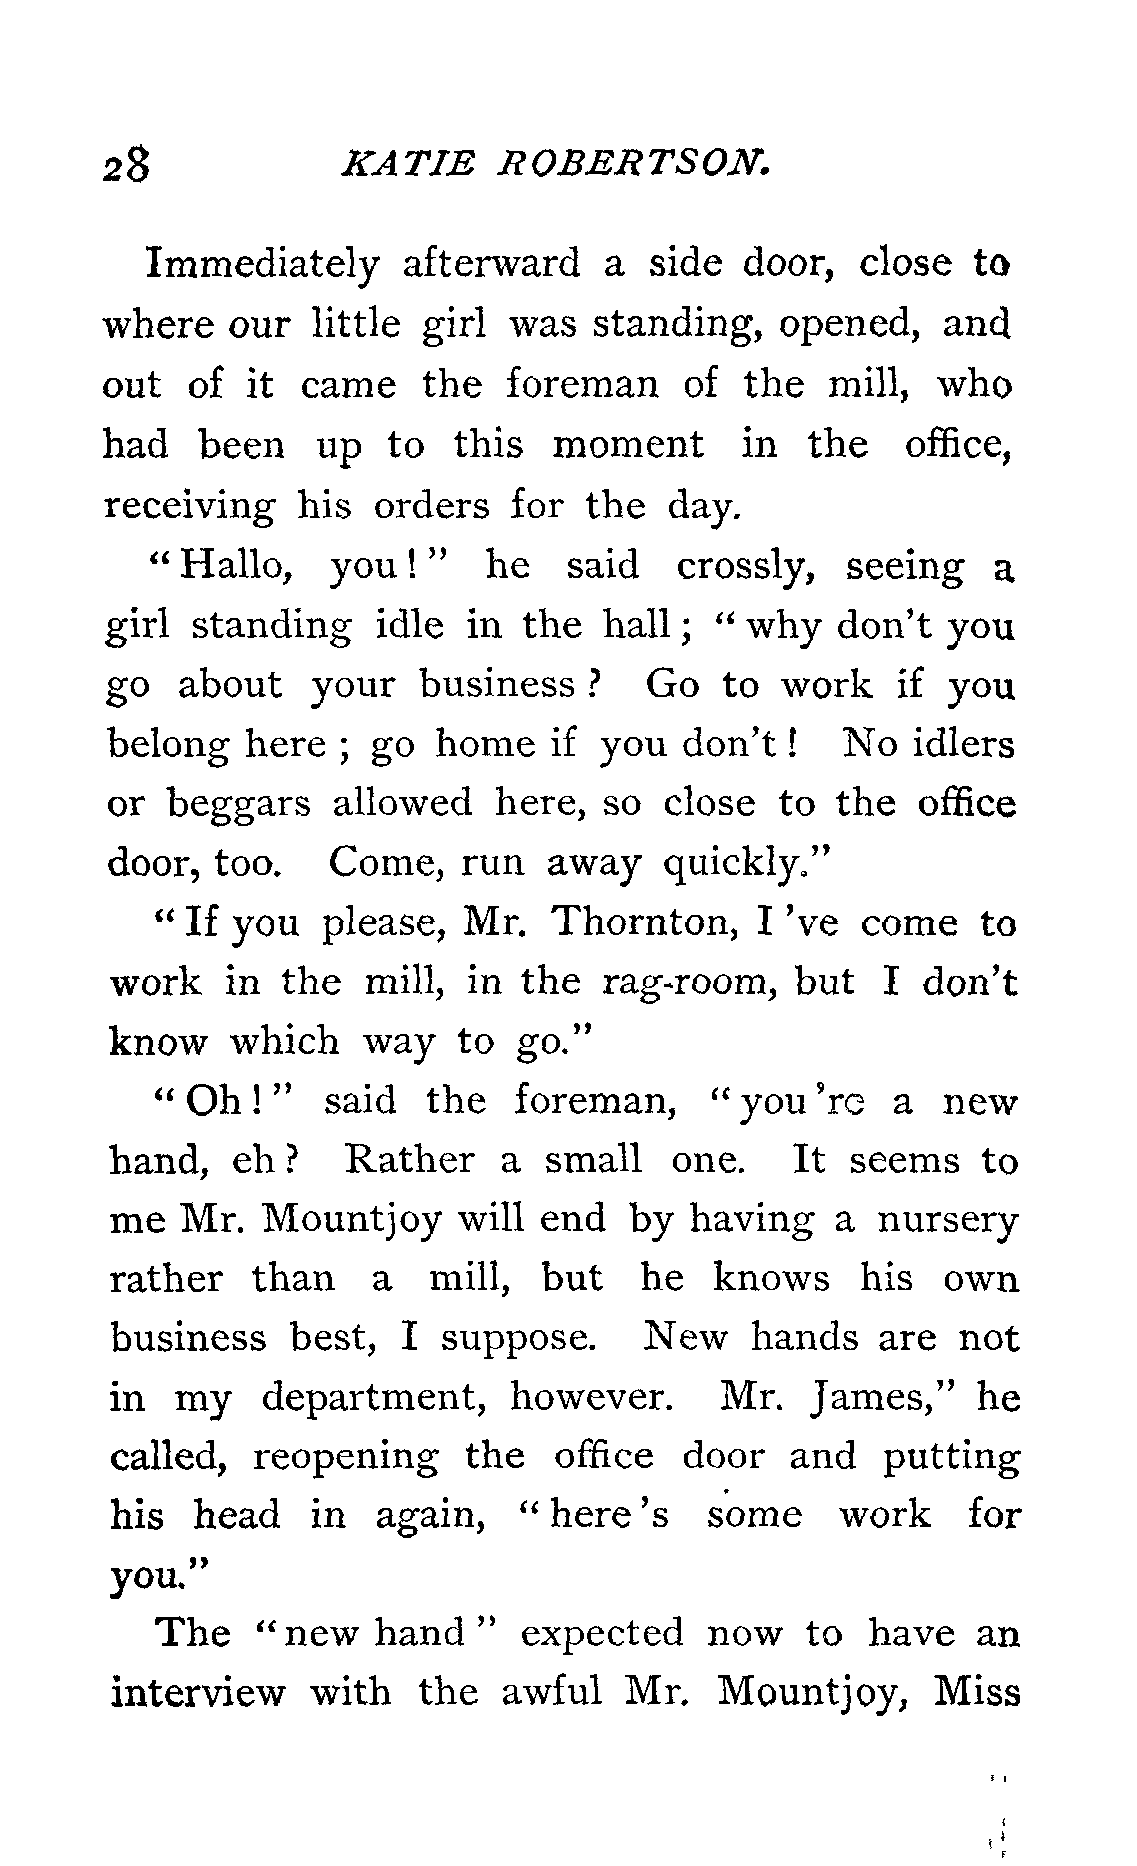 28 KATIE ROBERTSON.
Immediately afterward a side door, close to
where our little girl was standing, opened, and
out of it came the foreman of the mill, who
had been up to this moment in the office,
receiving his orders for the day.
"Hallo, you!" he said crossly, seeing a
girl standing idle in the hall; "why don't you
go about your business? Go to work if you
belong here; go home if you don't! No idlers
or beggars allowed here, so close to the office
door, too. Come, run away quickly."
"If you please, Mr. Thornton, I've come to
work in the mill, in the rag-room, but I don't
know which way to go."
"Oh!" said the foreman, "you're a new
hand, eh? Rather a small one. It seems to
me Mr. Mountjoy will end by having a nursery
rather than a mill, but he knows his own
business best, I suppose. New hands are not
in my department, however. Mr. James," he
called, reopening the office door and putting
his head in again, "here's some work for
you."
The "new hand" expected now to have an
interview with the awful Mr. Mountjoy, Miss